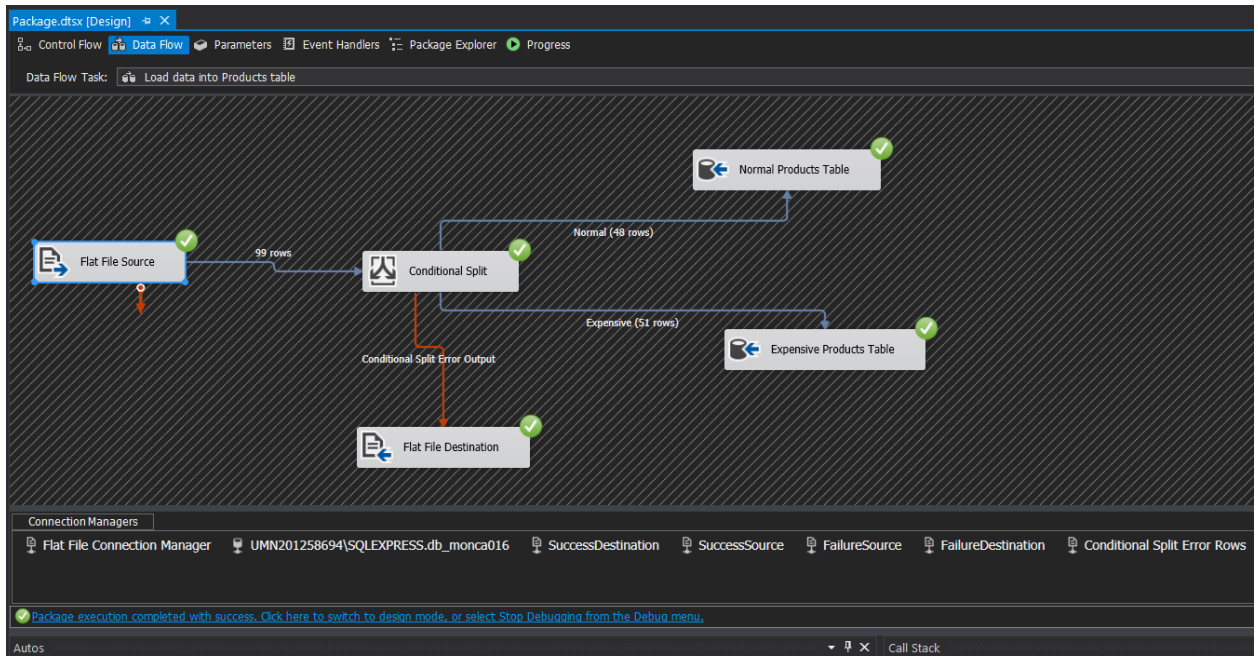 Package.dtsx [Design]
Control Flow Data Flow Parameters Event Handlers Package Explorer Progress
Data Flow Task: Load data into Products table
Normal Products Table
Normal (48 rows)
Flat File Source
99 rows
Conditional Split
Expensive (51 rows)
Expensive Products Table
Conditional Split Error Output
Flat File Destination
Connection Managers
Flat File Connection Manager UMN201258694\SQLEXPRESS.db_monca016 SuccessDestination SuccessSource FailureSource FailureDestination Conditional Split Error Rows
Package execution completed with success. Click here to switch to design mode, or select Stop Debugging from the Debug menu.
Autos Call Stack